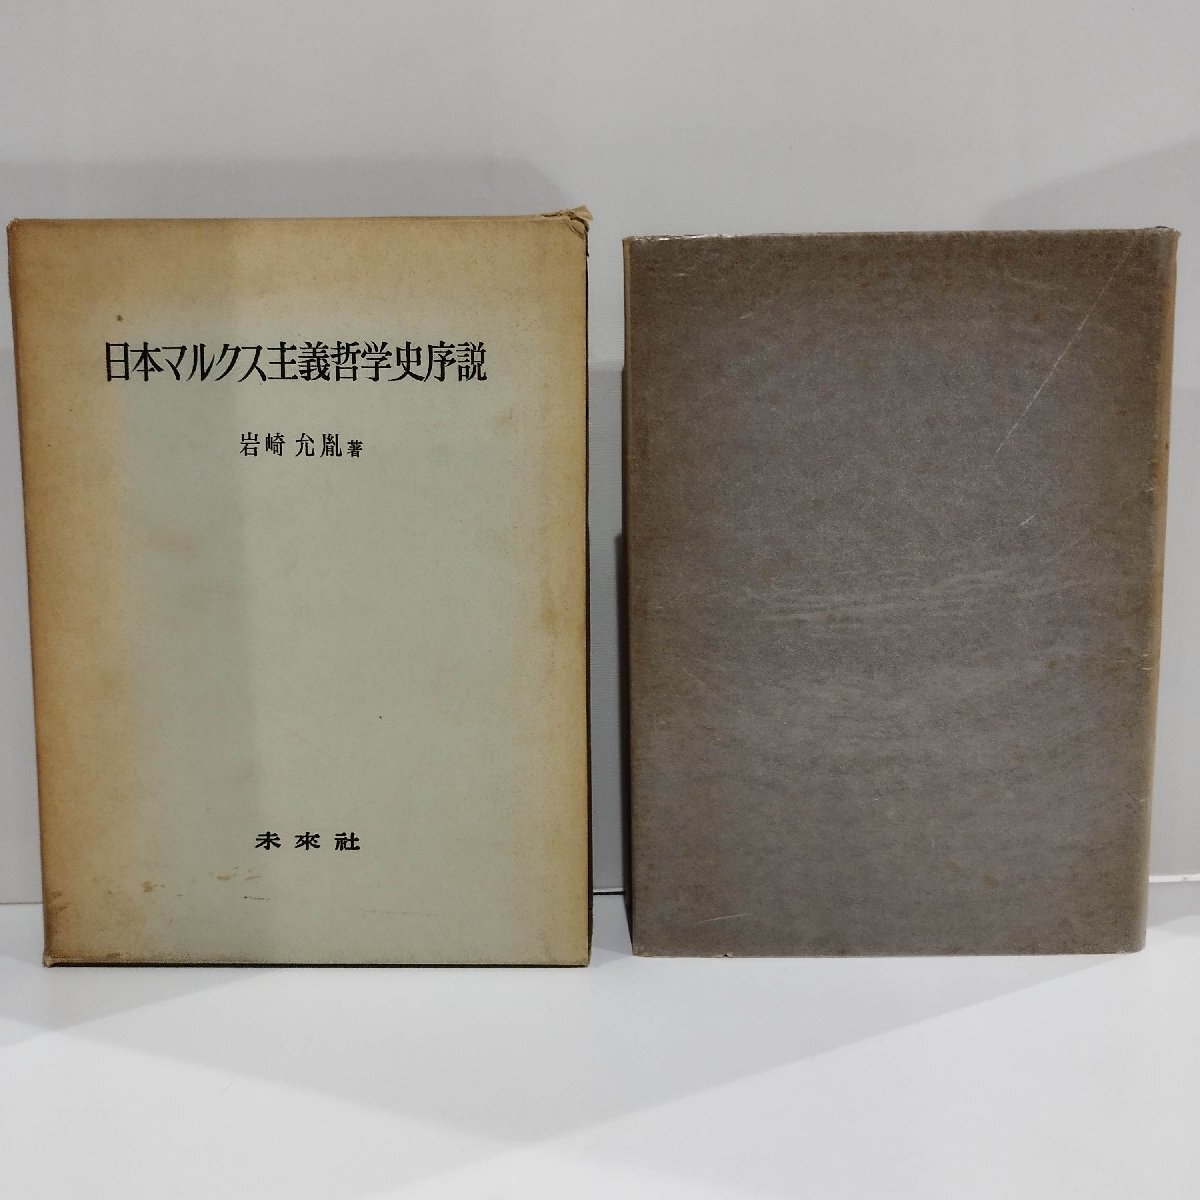 日本マルクス主義哲学史序説
岩崎允胤著
未來社